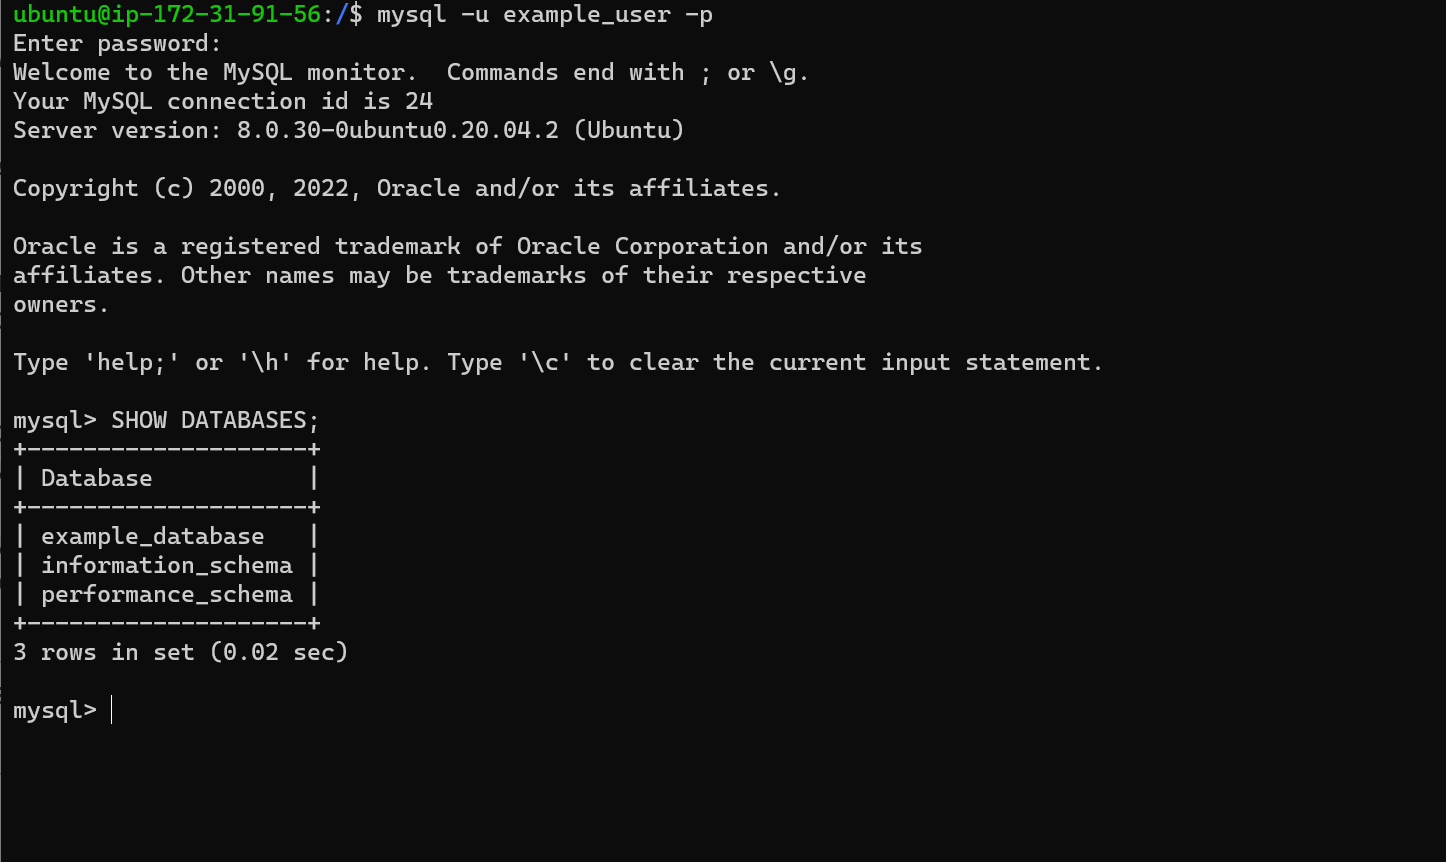 ubuntu@ip-172-31-91-56:/$ mysql -u example_user -p
Enter password:
Welcome to the MySQL monitor.  Commands end with ; or \g.
Your MySQL connection id is 24
Server version: 8.0.30-0ubuntu0.20.04.2 (Ubuntu)

Copyright (c) 2000, 2022, Oracle and/or its affiliates.

Oracle is a registered trademark of Oracle Corporation and/or its
affiliates. Other names may be trademarks of their respective
owners.

Type 'help;' or '\h' for help. Type '\c' to clear the current input statement.

mysql> SHOW DATABASES;
+--------------------+
| Database           |
+--------------------+
| example_database   |
| information_schema |
| performance_schema |
+--------------------+
3 rows in set (0.02 sec)

mysql>